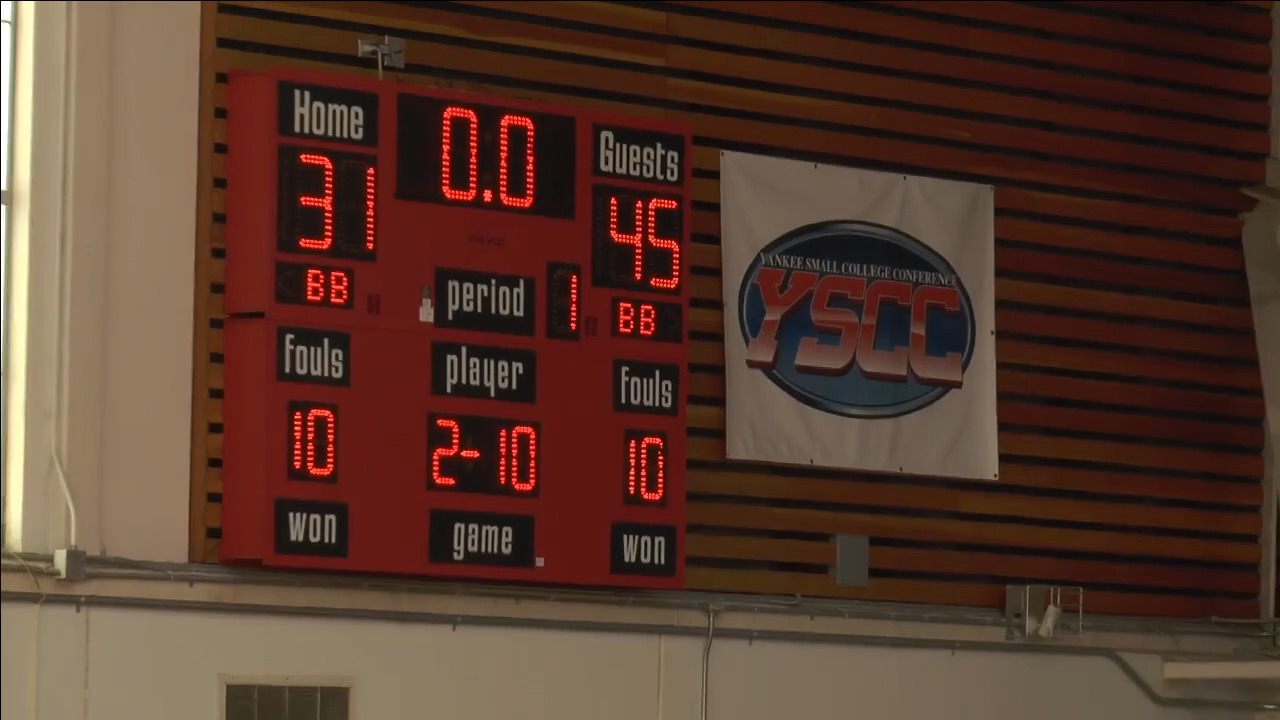 Home
0.0
Guests
31
45
BB
period
1
BB
fouls
player
fouls
10
2-10
10
won
game
won
YANKEE SMALL COLLEGE CONFERENCE
YSCC